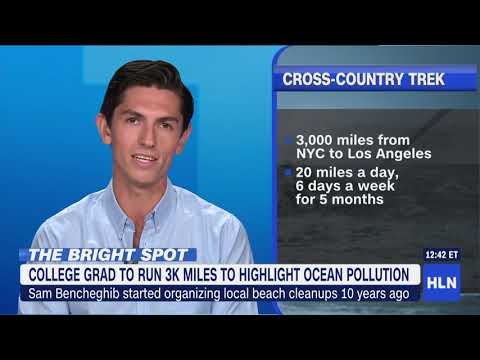 CROSS-COUNTRY TREK
3,000 miles from
NYC to Los Angeles
20 miles a day,
6 days a week
for 5 months
THE BRIGHT SPOT
12:42 ET
COLLEGE GRAD TO RUN 3K MILES TO HIGHLIGHT OCEAN POLLUTION
Sam Bencheghib started organizing local beach cleanups 10 years ago
HLN